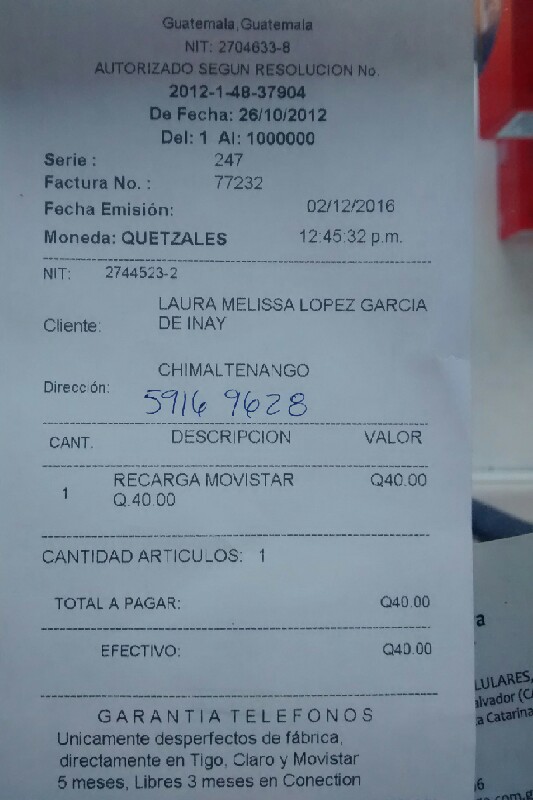 Guatemala,Guatemala
NIT: 2704633-8
AUTORIZADO SEGUN RESOLUCION No.
2012-1-48-37904
De Fecha: 26/10/2012
Del: 1 Al: 1000000
Serie : 247
Factura No. : 77232
Fecha Emisión: 02/12/2016
Moneda: QUETZALES 12:45:32 p.m.
NIT: 2744523-2
Cliente: LAURA MELISSA LOPEZ GARCIA
DE INAY
Dirección: CHIMALTENANGO
5916 9628
CANT. DESCRIPCION VALOR
1 RECARGA MOVISTAR Q40.00
Q.40.00
CANTIDAD ARTICULOS: 1
TOTAL A PAGAR: Q40.00
EFECTIVO: Q40.00
GARANTIA TELEFONOS
Unicamente desperfectos de fábrica,
directamente en Tigo, Claro y Movistar
5 meses, Libres 3 meses en Conection
a
LULARES,
alvador (C
a Catarina
6
.com.g